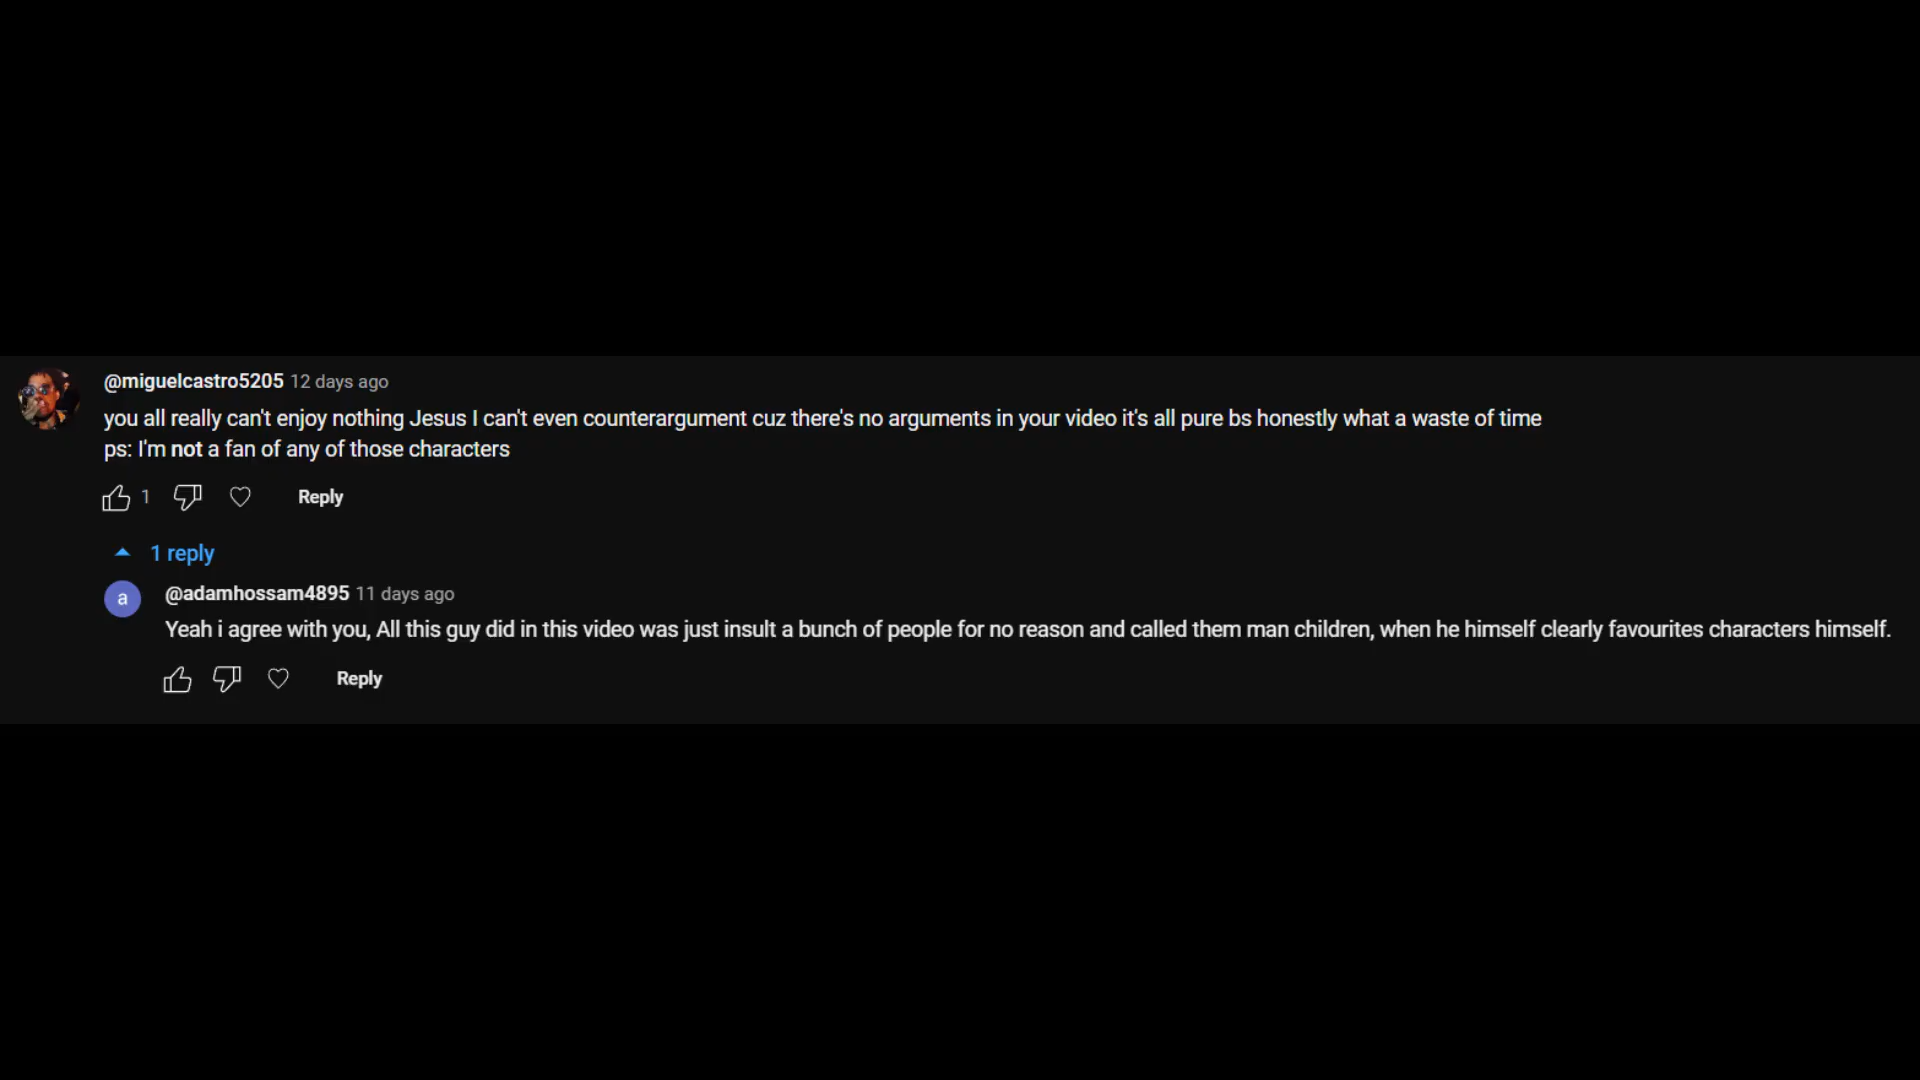 @miguelcastro5205 12 days ago
you all really can't enjoy nothing Jesus I can't even counterargument cuz there's no arguments in your video it's all pure bs honestly what a waste of time
ps: I'm not a fan of any of those characters
1 Reply
1 reply
a @adamhossam4895 11 days ago
Yeah i agree with you, All this guy did in this video was just insult a bunch of people for no reason and called them man children, when he himself clearly favourites characters himself.
Reply